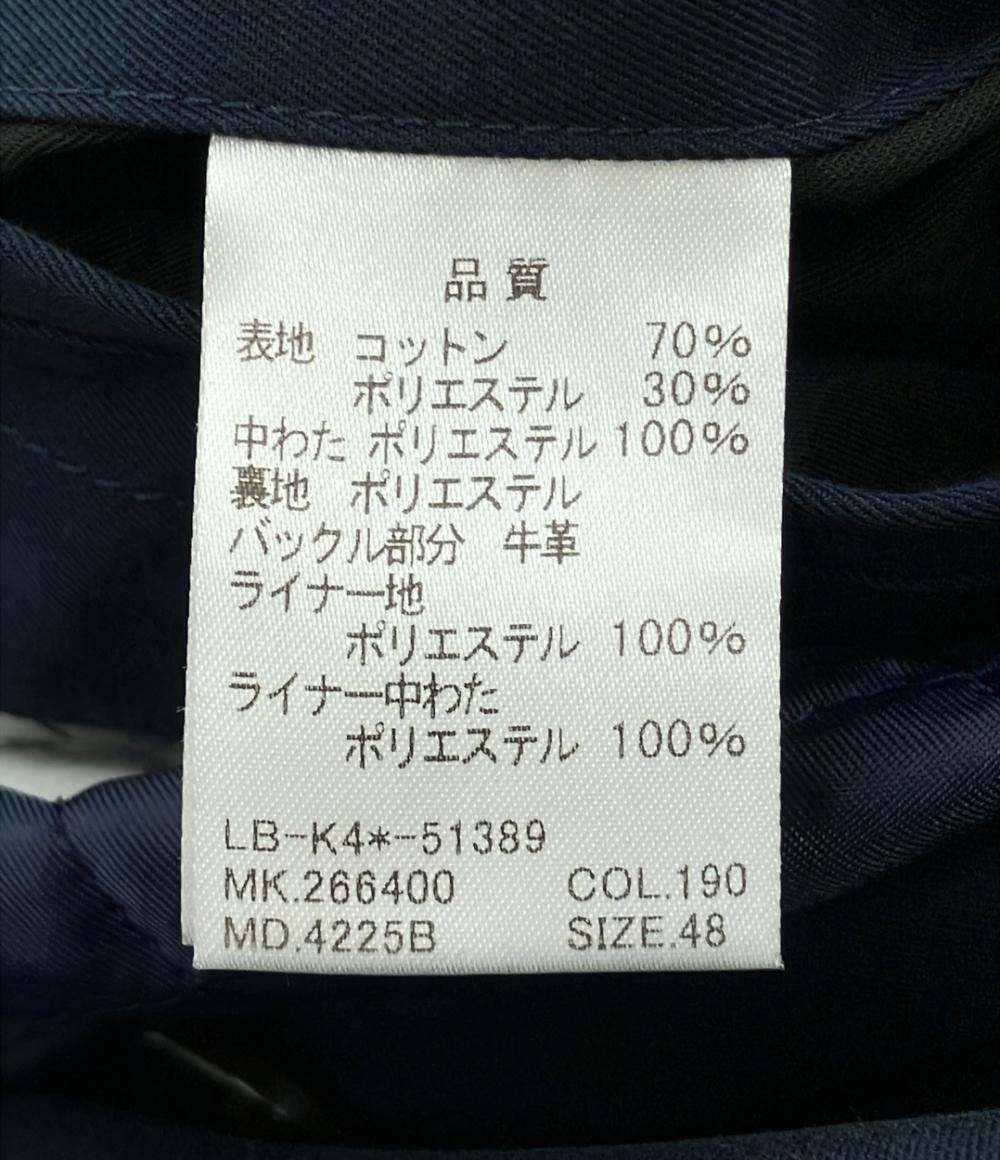 品質
表地 コットン 70%
ポリエステル 30%
中わた ポリエステル 100%
裏地 ポリエステル
バックル部分 牛革
ライナー地
ポリエステル 100%
ライナー中わた
ポリエステル 100%
LB-K4*-51389
MK.266400 COL.190
MD.4225B SIZE.48